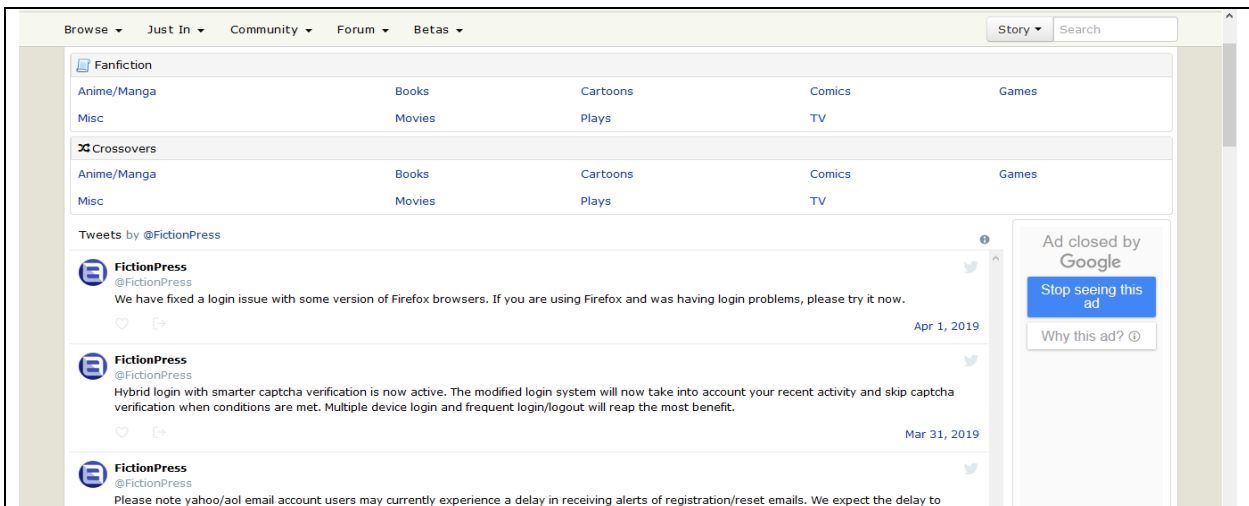 Browse Just In Community Forum Betas Story Search
Fanfiction
Anime/Manga Books Cartoons Comics Games
Misc Movies Plays TV
Crossovers
Anime/Manga Books Cartoons Comics Games
Misc Movies Plays TV
Tweets by @FictionPress
Ad closed by
Google
Stop seeing this
ad
Why this ad?
FictionPress
@FictionPress
We have fixed a login issue with some version of Firefox browsers. If you are using Firefox and was having login problems, please try it now.
Apr 1, 2019
FictionPress
@FictionPress
Hybrid login with smarter captcha verification is now active. The modified login system will now take into account your recent activity and skip captcha
verification when conditions are met. Multiple device login and frequent login/logout will reap the most benefit.
Mar 31, 2019
FictionPress
@FictionPress
Please note yahoo/aol email account users may currently experience a delay in receiving alerts of registration/reset emails. We expect the delay to